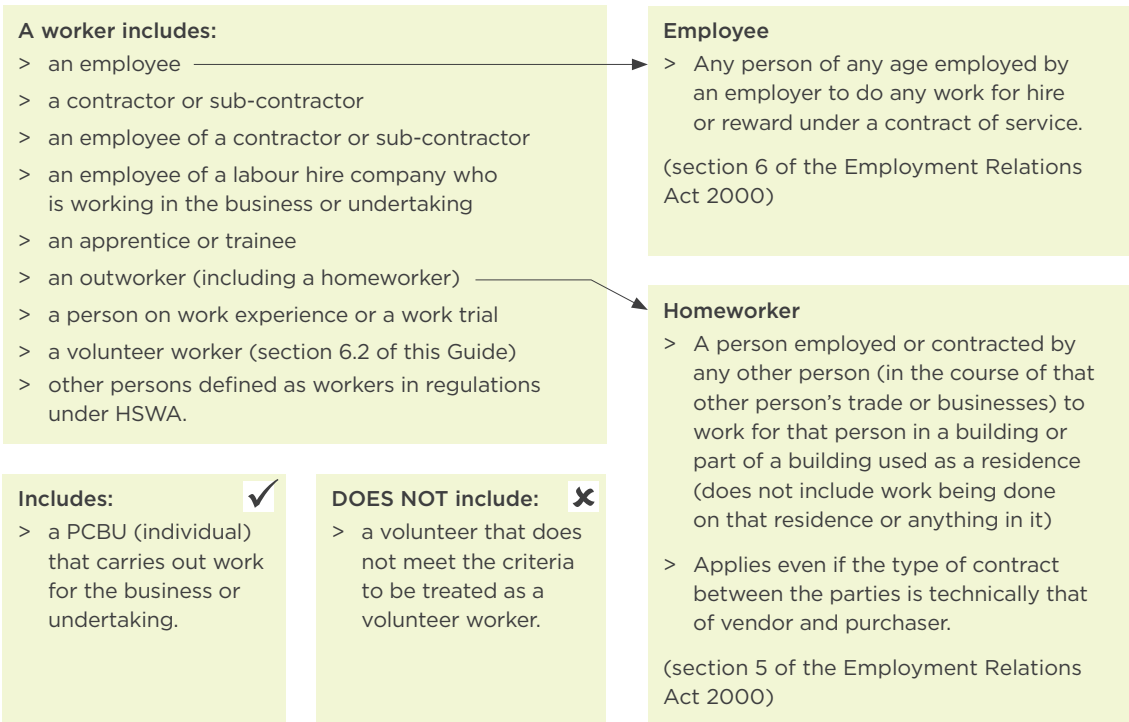 A worker includes:
> an employee
> a contractor or sub-contractor
> an employee of a contractor or sub-contractor
> an employee of a labour hire company who
is working in the business or undertaking
> an apprentice or trainee
> an outworker (including a homeworker)
> a person on work experience or a work trial
> a volunteer worker (section 6.2 of this Guide)
> other persons defined as workers in regulations
under HSWA.
Employee
> Any person of any age employed by
an employer to do any work for hire
or reward under a contract of service.
(section 6 of the Employment Relations
Act 2000)
Homeworker
> A person employed or contracted by
any other person (in the course of that
other person’s trade or businesses) to
work for that person in a building or
part of a building used as a residence
(does not include work being done
on that residence or anything in it)
> Applies even if the type of contract
between the parties is technically that
of vendor and purchaser.
(section 5 of the Employment Relations
Act 2000)
Includes:
> a PCBU (individual)
that carries out work
for the business or
undertaking.
DOES NOT include:
> a volunteer that does
not meet the criteria
to be treated as a
volunteer worker.